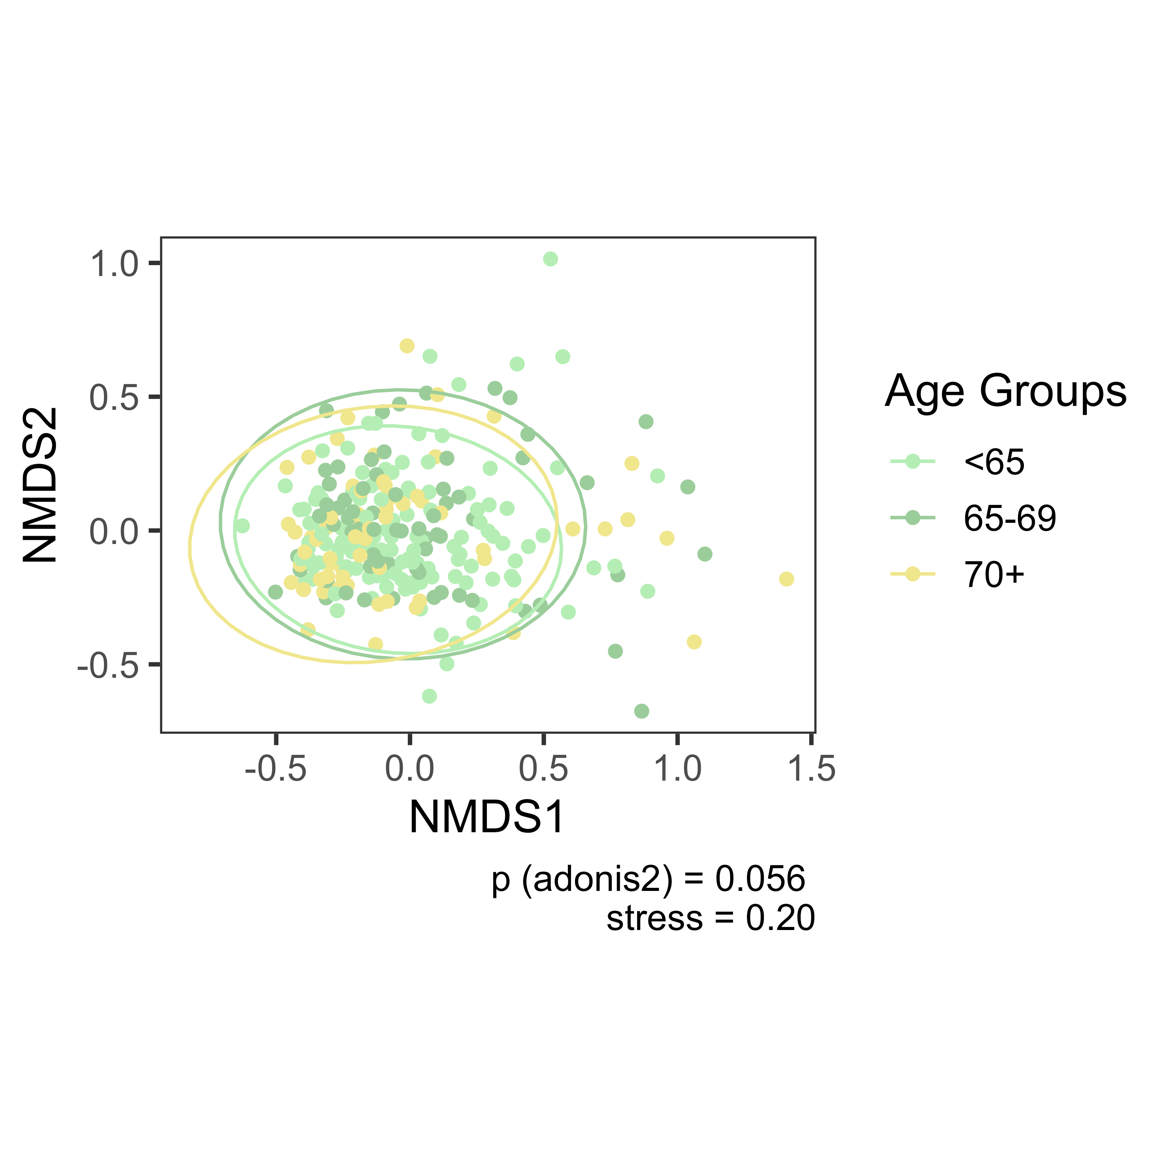 1.0
0.5
0.0
-0.5
NMDS2
-0.5 0.0 0.5 1.0 1.5
NMDS1
p (adonis2) = 0.056
stress = 0.20
Age Groups
<65
65-69
70+